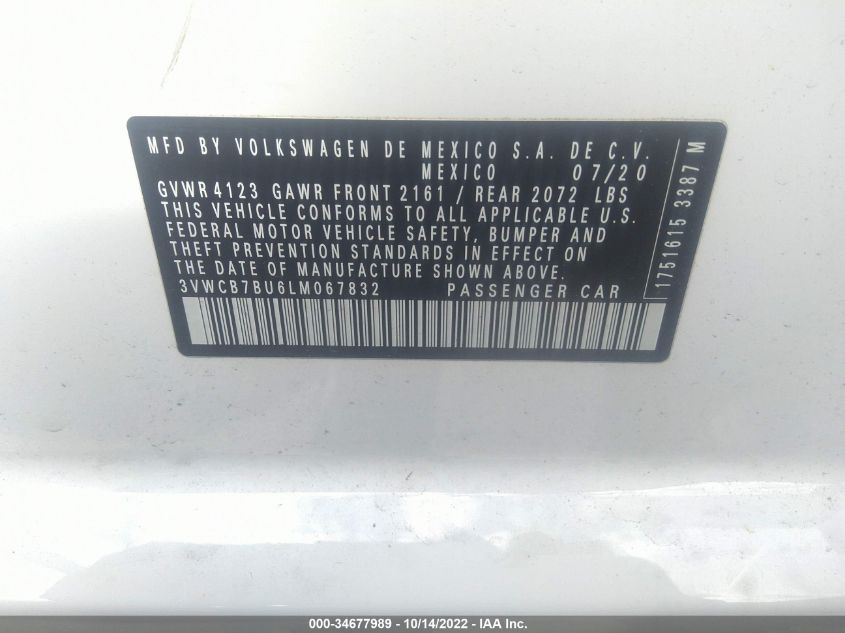 MFD BY VOLKSWAGEN DE MEXICO S.A. DE C.V.
MEXICO 07/20
GVWR 4123 GAWR FRONT 2161 / REAR 2072 LBS
THIS VEHICLE CONFORMS TO ALL APPLICABLE U.S.
FEDERAL MOTOR VEHICLE SAFETY, BUMPER AND
THEFT PREVENTION STANDARDS IN EFFECT ON
THE DATE OF MANUFACTURE SHOWN ABOVE.
3VWCB7BU6LM067832 PASSENGER CAR
1751615 3387 M
000-34677989 - 10/14/2022 - IAA Inc.